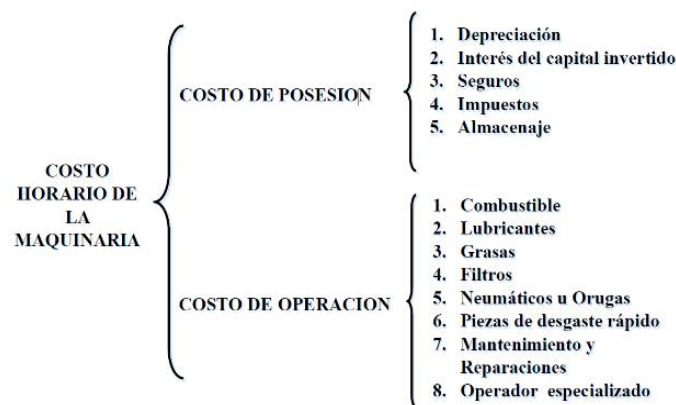 COSTO
HORARIO DE
LA
MAQUINARIA
COSTO DE POSESION
1. Depreciación
2. Interés del capital invertido
3. Seguros
4. Impuestos
5. Almacenaje
COSTO DE OPERACION
1. Combustible
2. Lubricantes
3. Grasas
4. Filtros
5. Neumáticos u Orugas
6. Piezas de desgaste rápido
7. Mantenimiento y
Reparaciones
8. Operador especializado